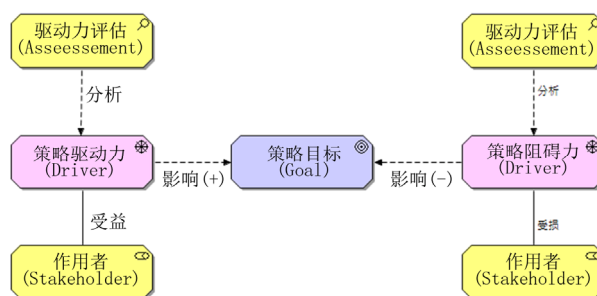 驱动力评估
(Asseessement)
驱动力评估
(Asseessement)
分析
分析
策略驱动力
(Driver)
影响(+)
策略目标
(Goal)
影响(-)
策略阻碍力
(Driver)
受益
受损
作用者
(Stakeholder)
作用者
(Stakeholder)